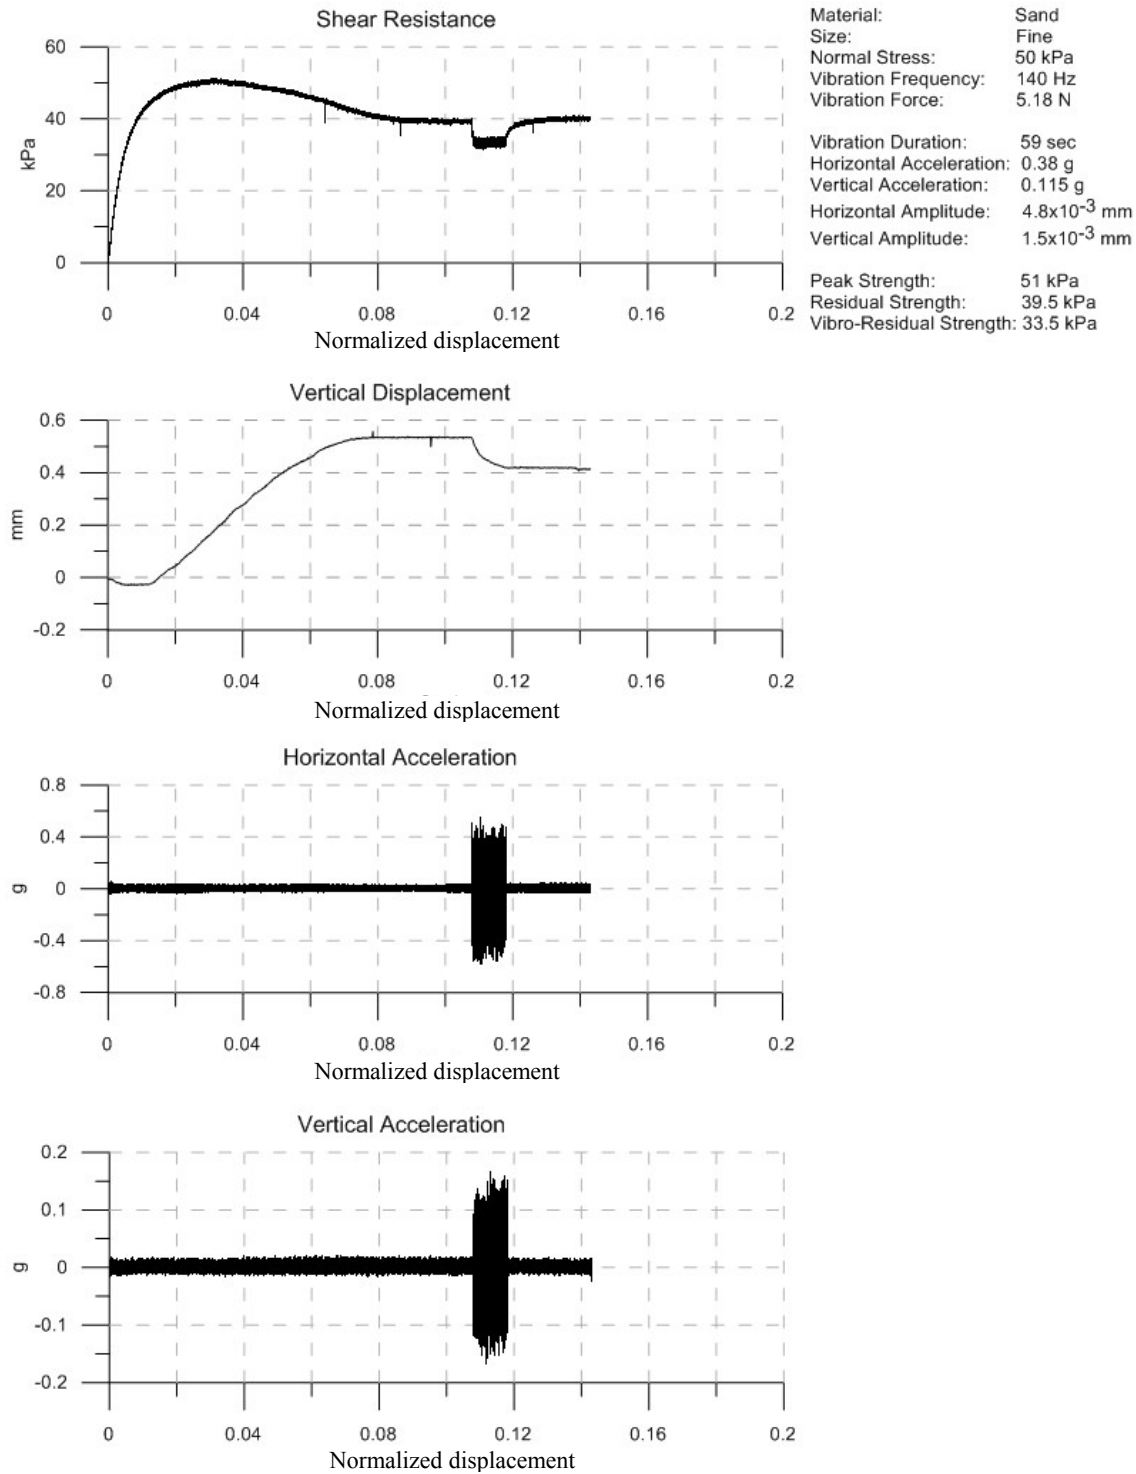 Shear Resistance
60
40
20
0
kPa
0 0.04 0.08 0.12 0.16 0.2
Normalized displacement
Material: Sand
Size: Fine
Normal Stress: 50 kPa
Vibration Frequency: 140 Hz
Vibration Force: 5.18 N
Vibration Duration: 59 sec
Horizontal Acceleration: 0.38 g
Vertical Acceleration: 0.115 g
Horizontal Amplitude: 4.8x10-3 mm
Vertical Amplitude: 1.5x10-3 mm
Peak Strength: 51 kPa
Residual Strength: 39.5 kPa
Vibro-Residual Strength: 33.5 kPa
Vertical Displacement
0.6
0.4
0.2
0
-0.2
mm
0 0.04 0.08 0.12 0.16 0.2
Normalized displacement
Horizontal Acceleration
0.8
0.4
0
-0.4
-0.8
g
0 0.04 0.08 0.12 0.16 0.2
Normalized displacement
Vertical Acceleration
0.2
0.1
0
-0.1
-0.2
g
0 0.04 0.08 0.12 0.16 0.2
Normalized displacement